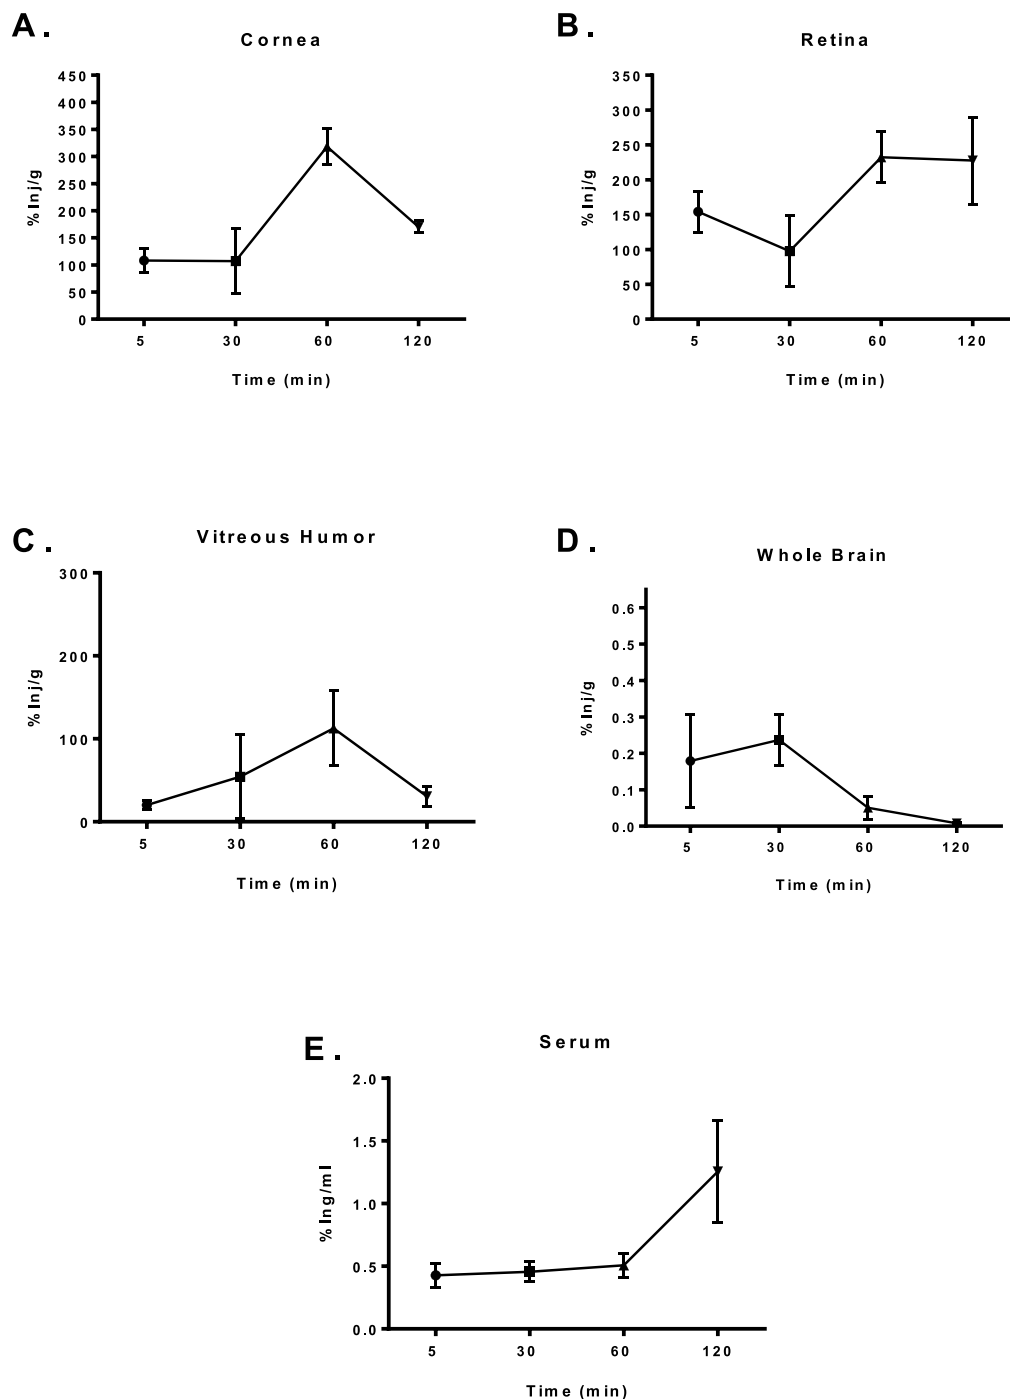 A.
Cornea
% Inj/g
450
400
350
300
250
200
150
100
50
0
5 30 60 120
Time (min)
B.
Retina
% Inj/g
350
300
250
200
150
100
50
0
5 30 60 120
Time (min)
C.
Vitreous Humor
% Inj/g
300
200
100
0
5 30 60 120
Time (min)
D.
Whole Brain
% Inj/g
0.6
0.4
0.3
0.2
0.1
0.0
5 30 60 120
Time (min)
E.
Serum
% Ing/ml
2.0
1.5
1.0
0.5
0.0
5 30 60 120
Time (min)